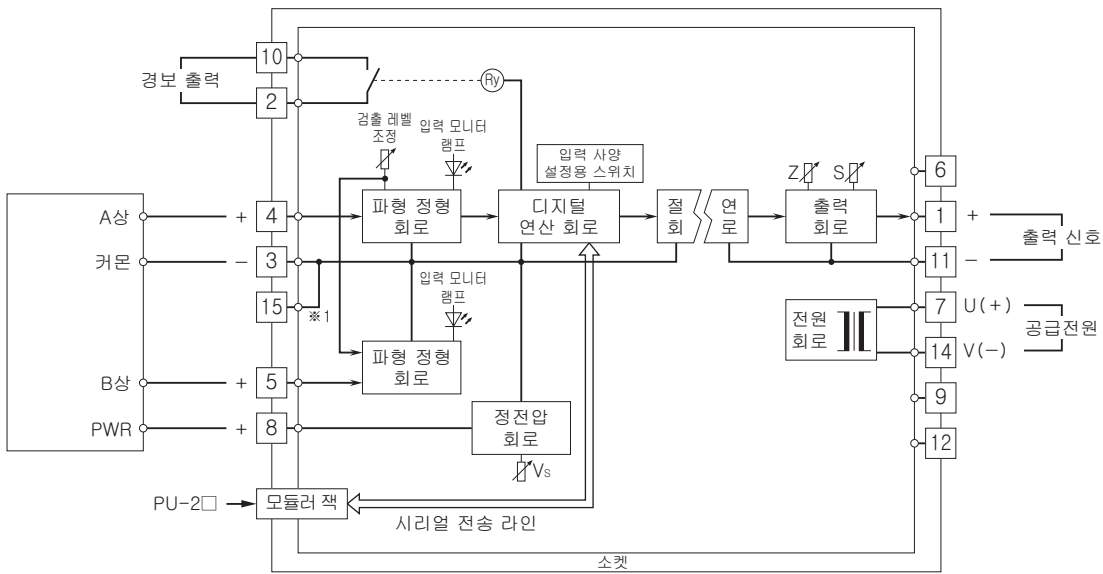 10
경보 출력
2
Ry
검출 레벨
조정
입력 모니터
램프
입력 사양
설정용 스위치
Z
S
6
A상
+
4
파형 정형
회로
디지털
연산 회로
절
회
연
로
출력
회로
1
+
출력 신호
커몬
−
3
11
−
15
※1
입력 모니터
램프
전원
회로
7
U(+)
공급전원
14
V(−)
B상
+
5
파형 정형
회로
9
PWR
+
8
정전압
회로
12
Vs
PU-2□
모듈러 잭
시리얼 전송 라인
소켓